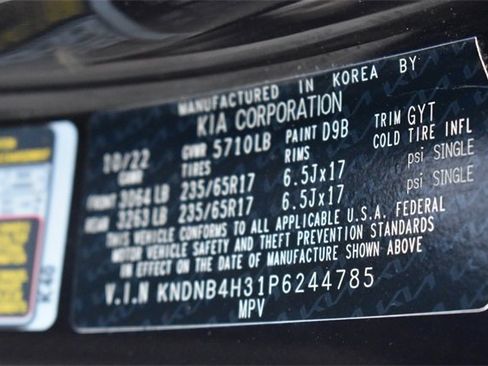 MANUFACTURED IN KOREA BY:
KIA CORPORATION
10/22 GVWR 5710LB PAINT D9B TRIM GYT
GAWR TIRES RIMS COLD TIRE INFL
FRONT 3064 LB 235/65R17 6.5Jx17 psi SINGLE
REAR 3263 LB 235/65R17 6.5Jx17 psi SINGLE
THIS VEHICLE CONFORMS TO ALL APPLICABLE U.S.A. FEDERAL
MOTOR VEHICLE SAFETY AND THEFT PREVENTION STANDARDS
IN EFFECT ON THE DATE OF MANUFACTURE SHOWN ABOVE
V.I.N KNDNB4H31P6244785
MPV
K40